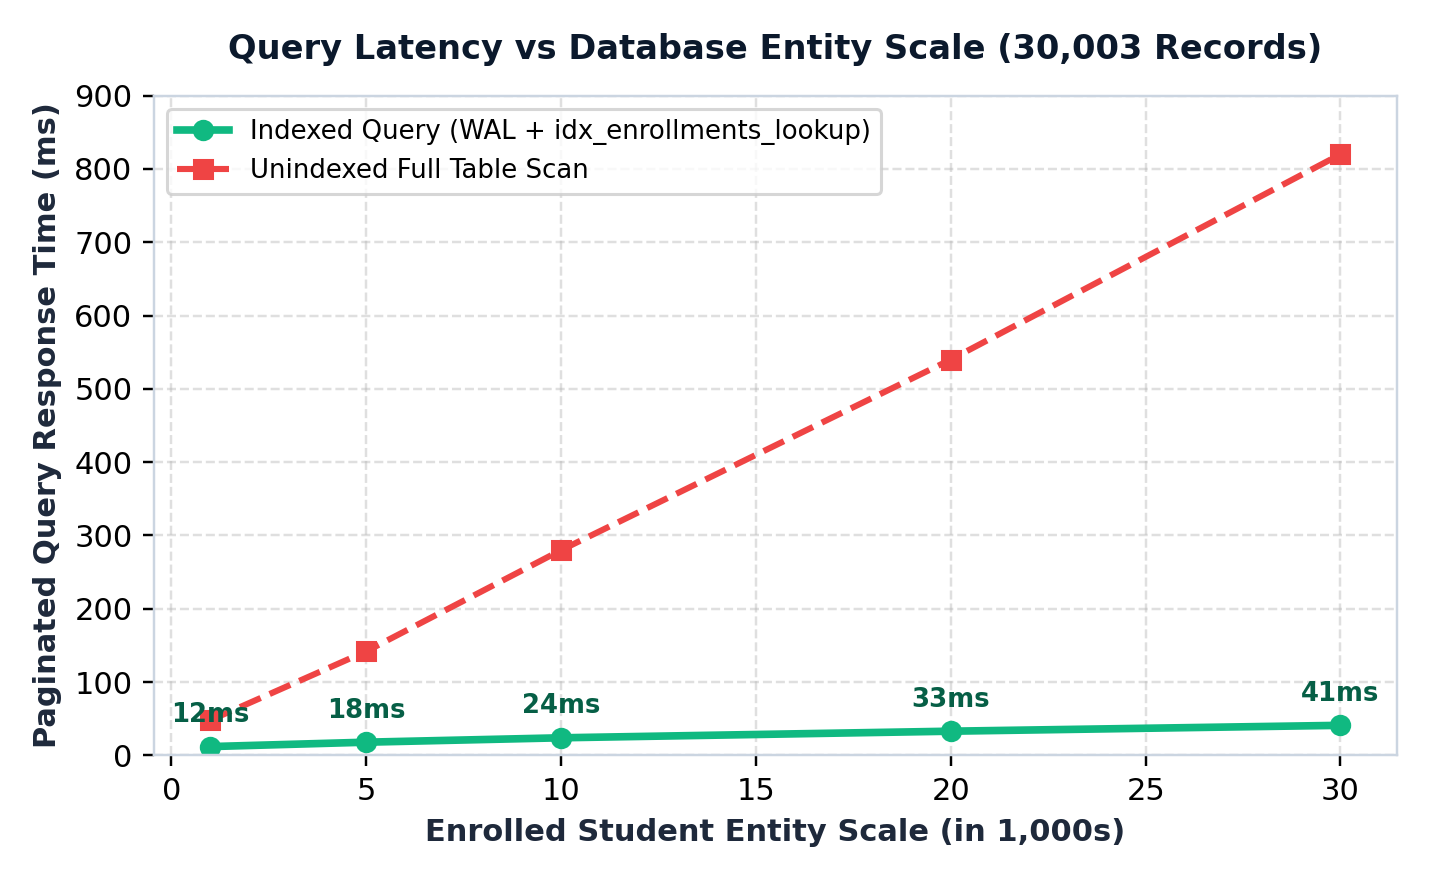 Query Latency vs Database Entity Scale (30,003 Records)
Paginated Query Response Time (ms)
900
800
700
600
500
400
300
200
100
0
Indexed Query (WAL + idx_enrollments_lookup)
Unindexed Full Table Scan
12ms
18ms
24ms
33ms
41ms
0 5 10 15 20 25 30
Enrolled Student Entity Scale (in 1,000s)